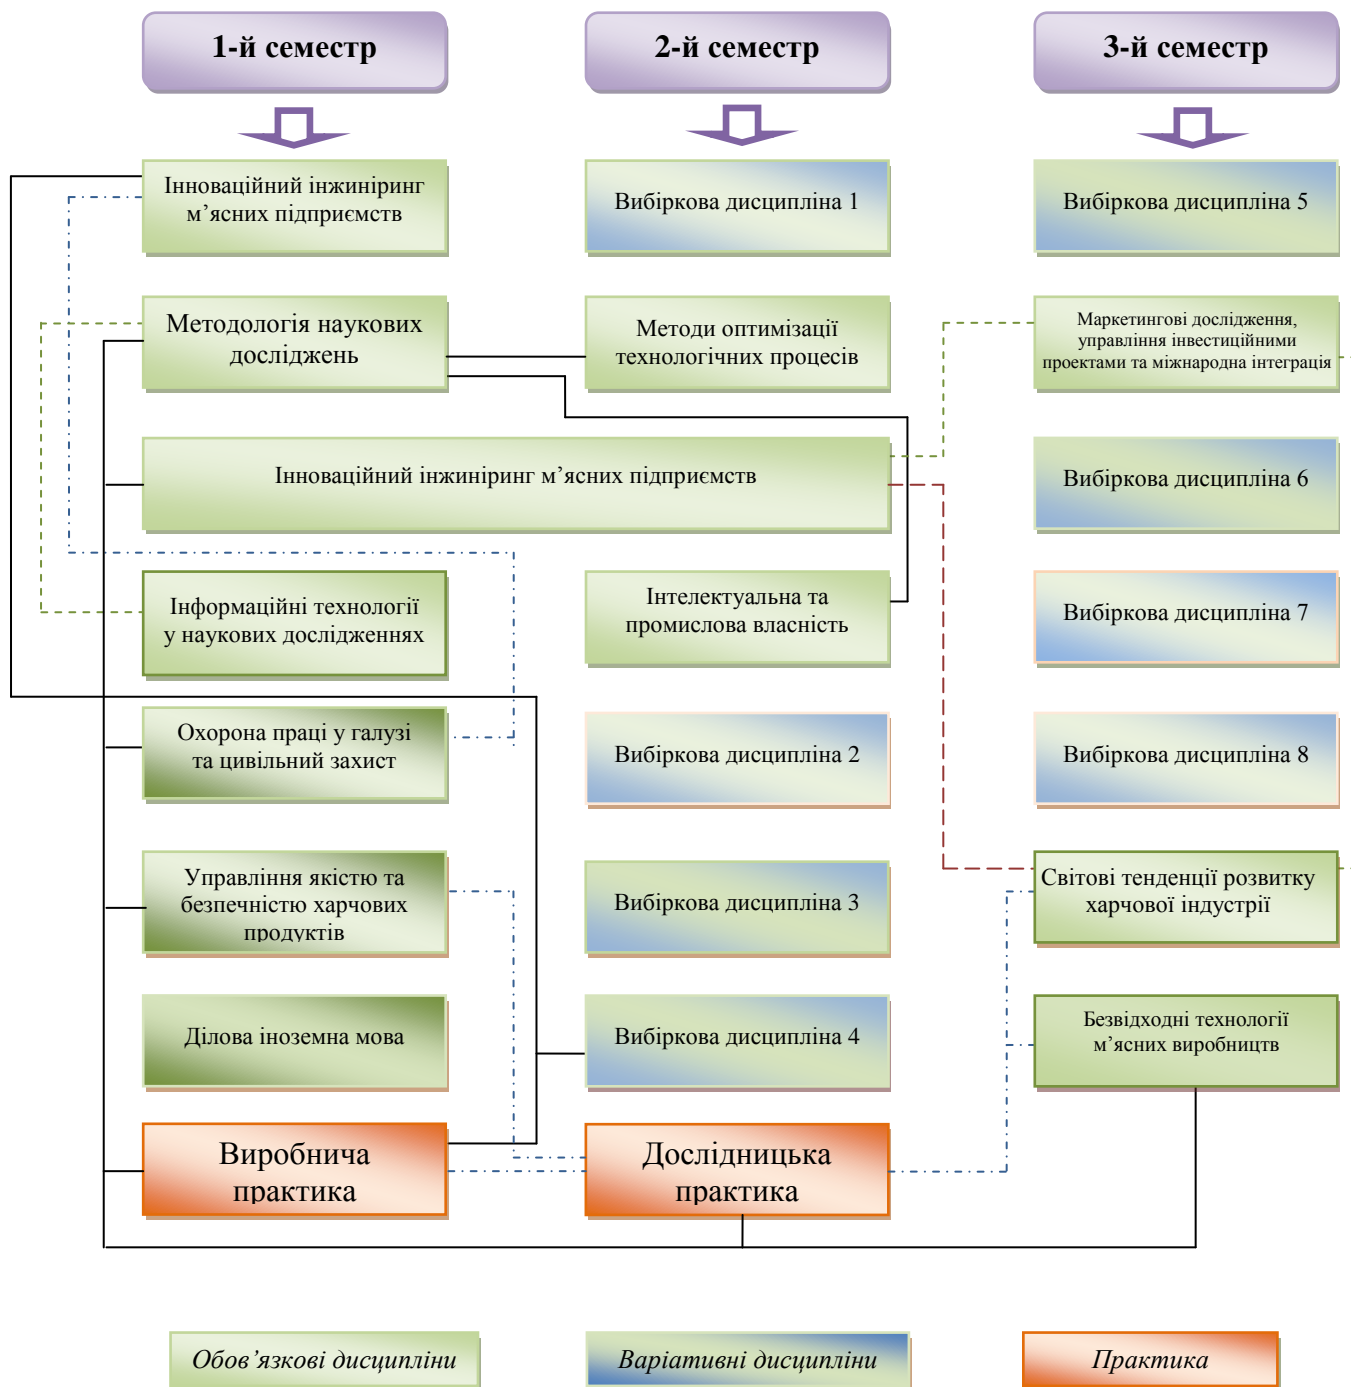 1-й семестр
2-й семестр
3-й семестр
Інноваційний інжиніринг
м’ясних підприємств
Вибіркова дисципліна 1
Вибіркова дисципліна 5
Методологія наукових
досліджень
Методи оптимізації
технологічних процесів
Маркетингові дослідження,
управління інвестиційними
проектами та міжнародна інтеграція
Інноваційний інжиніринг м’ясних підприємств
Вибіркова дисципліна 6
Інформаційні технології
у наукових дослідженнях
Інтелектуальна та
промислова власність
Вибіркова дисципліна 7
Охорона праці у галузі
та цивільний захист
Вибіркова дисципліна 2
Вибіркова дисципліна 8
Управління якістю та
безпечністю харчових
продуктів
Вибіркова дисципліна 3
Світові тенденції розвитку
харчової індустрії
Ділова іноземна мова
Вибіркова дисципліна 4
Безвідходні технології
м’ясних виробництв
Виробнича
практика
Дослідницька
практика
Обов’язкові дисципліни
Варіативні дисципліни
Практика